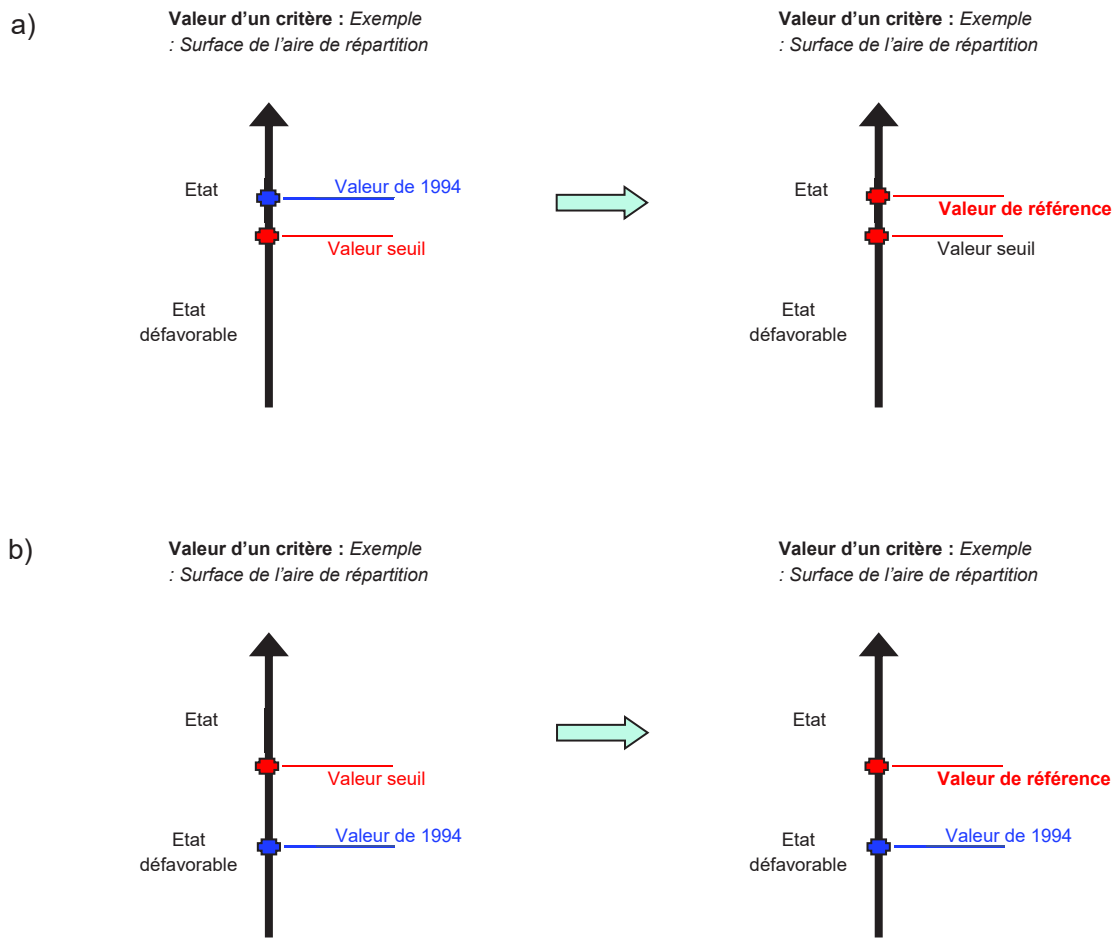 a)
Valeur d'un critère : Exemple
: Surface de l'aire de répartition
Etat
Valeur de 1994
Valeur seuil
Etat
défavorable
Valeur d'un critère : Exemple
: Surface de l'aire de répartition
Etat
Valeur de référence
Valeur seuil
Etat
défavorable
b)
Valeur d'un critère : Exemple
: Surface de l'aire de répartition
Etat
Valeur seuil
Etat
défavorable
Valeur de 1994
Valeur d'un critère : Exemple
: Surface de l'aire de répartition
Etat
Valeur de référence
Etat
défavorable
Valeur de 1994